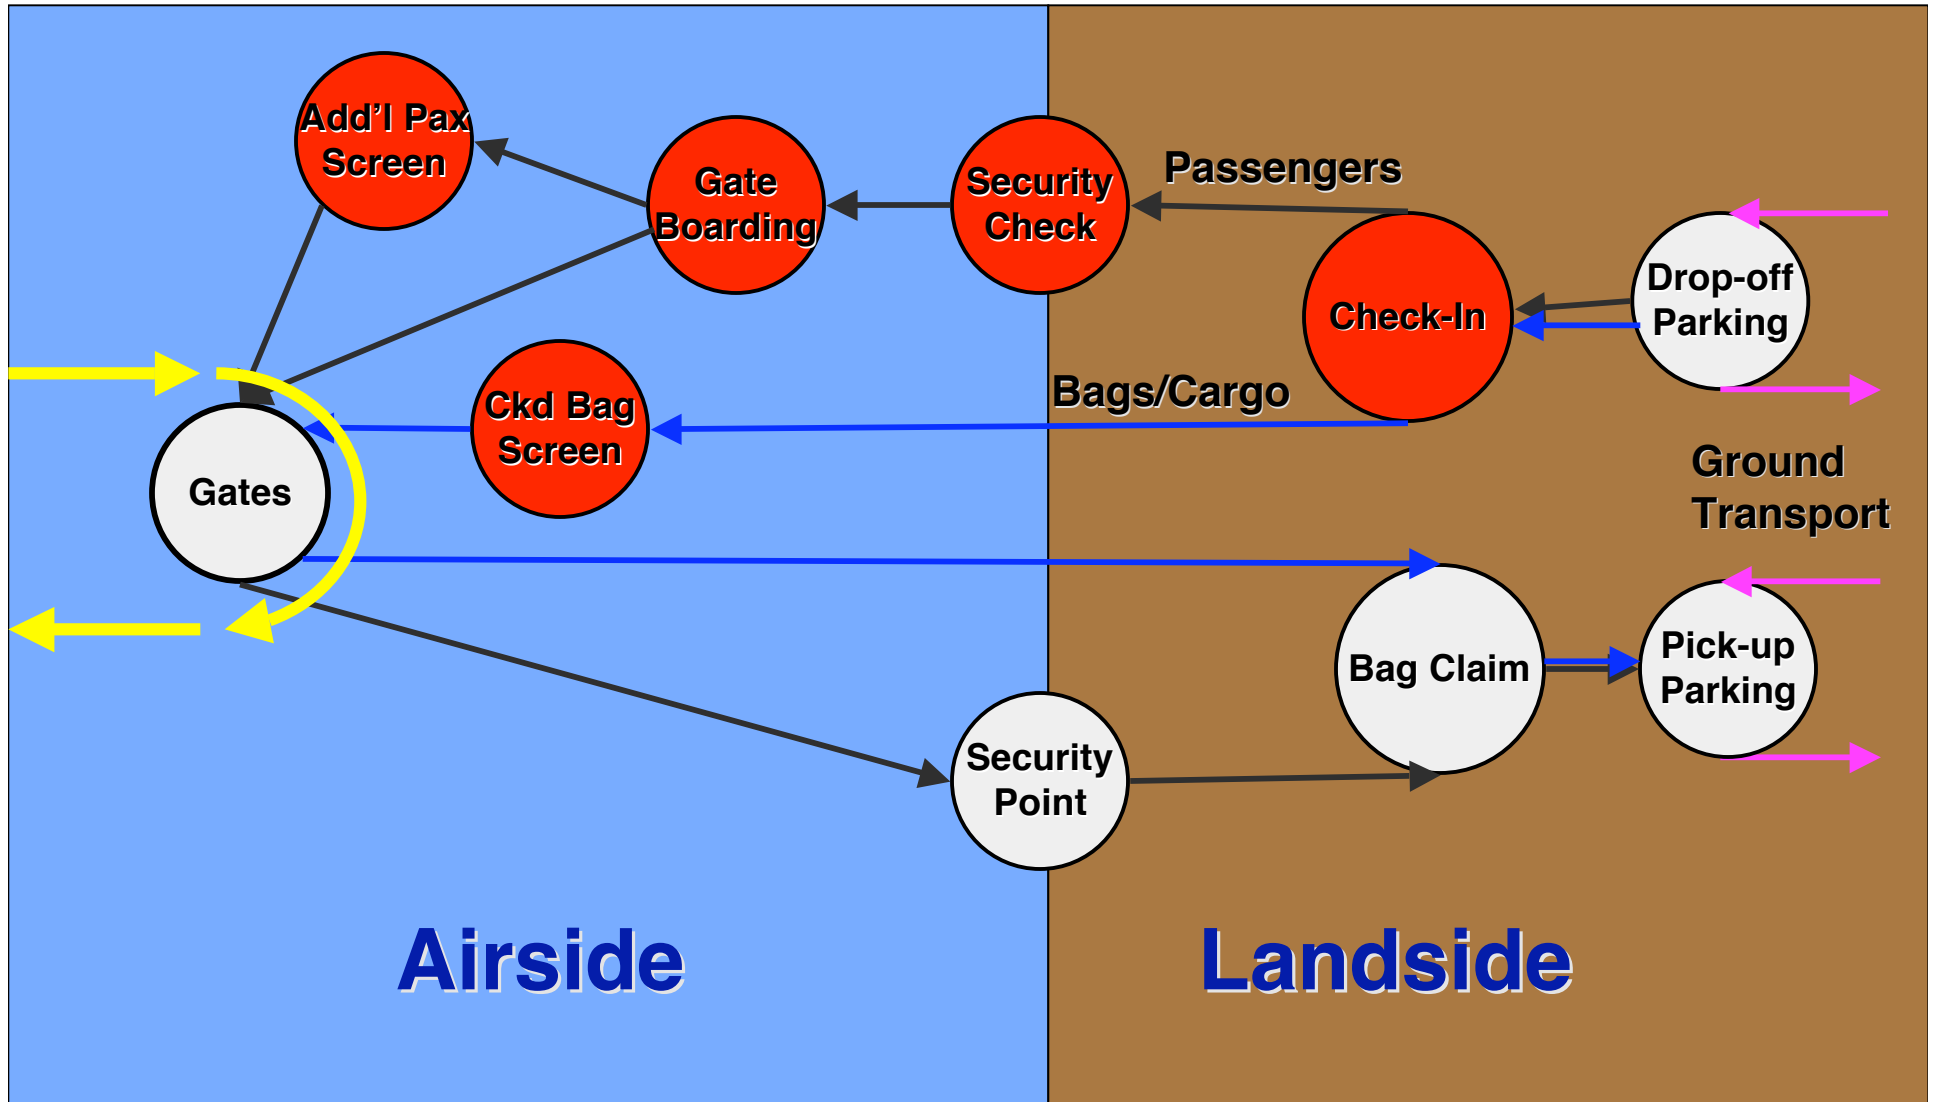 Add’l Pax
Screen
Gate
Boarding
Security
Check
Passengers
Check-In
Drop-off
Parking
Ckd Bag
Screen
Bags/Cargo
Gates
Ground
Transport
Bag Claim
Pick-up
Parking
Security
Point
Airside
Landside